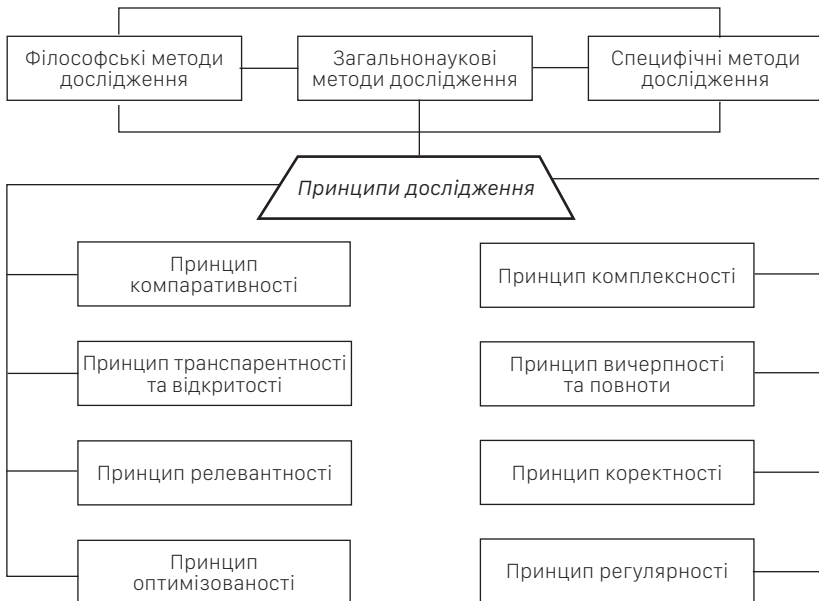 Філософські методи
дослідження
Загальнонаукові
методи дослідження
Специфічні методи
дослідження
Принципи дослідження
Принцип
компаративності
Принцип комплексності
Принцип транспарентності
та відкритості
Принцип вичерпності
та повноти
Принцип релевантності
Принцип коректності
Принцип
оптимізованості
Принцип регулярності